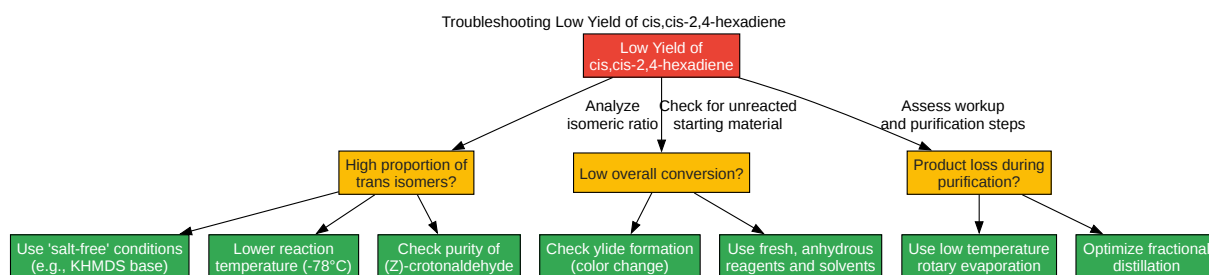 Troubleshooting Low Yield of cis,cis-2,4-hexadiene
Low Yield of
cis,cis-2,4-hexadiene
Analyze
isomeric ratio
Check for unreacted
starting material
Assess workup
and purification steps
High proportion of
trans isomers?
Low overall conversion?
Product loss during
purification?
Use 'salt-free' conditions
(e.g., KHMDS base)
Lower reaction
temperature (-78°C)
Check purity of
(Z)-crotonaldehyde
Check ylide formation
(color change)
Use fresh, anhydrous
reagents and solvents
Use low temperature
rotary evaporation
Optimize fractional
distillation